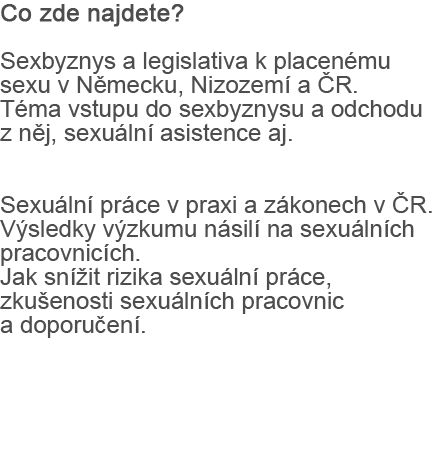 Co zde najdete?
Sexbyznys a legislativa k placenému
sexu v Německu, Nizozemí a ČR.
Téma vstupu do sexbyznysu a odchodu
z něj, sexuální asistence aj.
Sexuální práce v praxi a zákonech v ČR.
Výsledky výzkumu násilí na sexuálních
pracovnicích.
Jak snížit rizika sexuální práce,
zkušenosti sexuálních pracovnic
a doporučení.